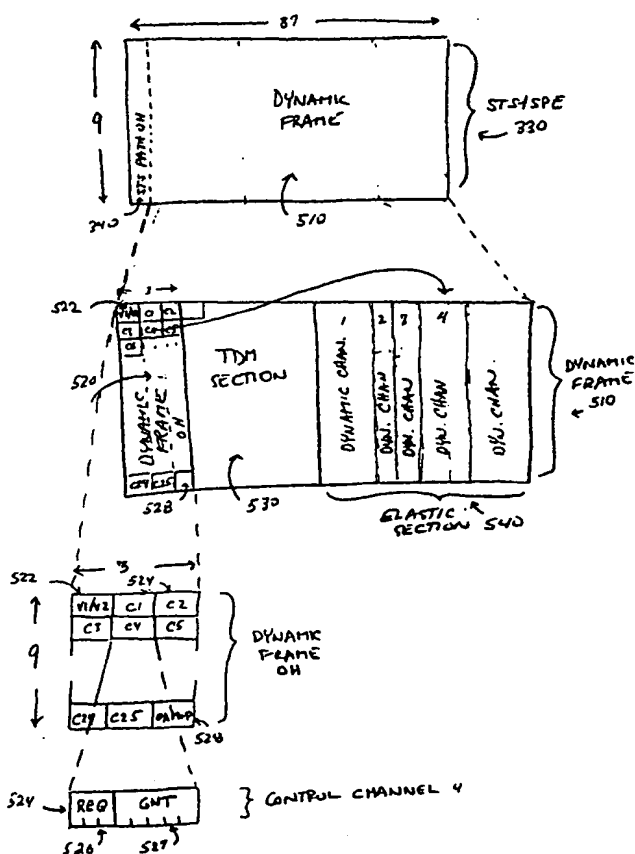 87
9
STS PATH OH
DYNAMIC
FRAME
STS-1 SPE
330
340
510
3
522
V1/V2 C1 C2
C3 C4 C5
520
DYNAMIC
FRAME
OH
C25
528
TDM
SECTION
530
1 2 3 4
DYNAMIC CHAN.
DYN. CHAN
DYN. CHAN
DYN. CHAN
DYN. CHAN
ELASTIC
SECTION 540
DYNAMIC
FRAME
510
3
522
524
9
V1/V2 C1 C2
C3 C4 C5
C24 C25
528
DYNAMIC
FRAME
OH
524
REQ GNT
526
527
CONTROL CHANNEL 4